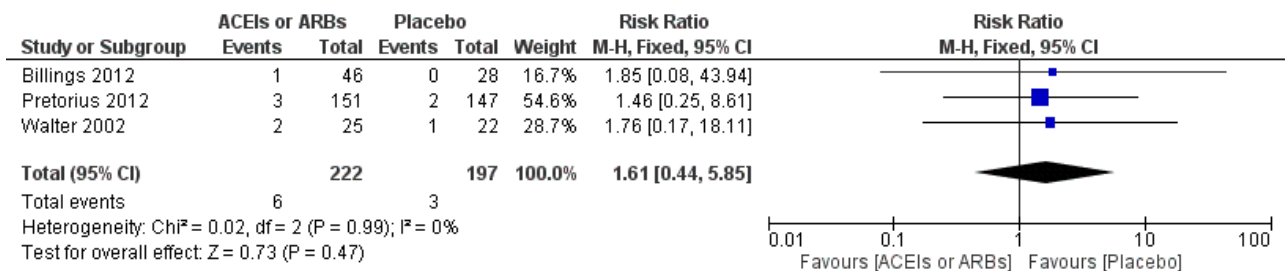 ACEIs or ARBs Placebo Risk Ratio Risk Ratio
Study or Subgroup Events Total Events Total Weight M-H, Fixed, 95% CI M-H, Fixed, 95% CI
Billings 2012 1 46 0 28 16.7% 1.85 [0.08, 43.94]
Pretorius 2012 3 151 2 147 54.6% 1.46 [0.25, 8.61]
Walter 2002 2 25 1 22 28.7% 1.76 [0.17, 18.11]
Total (95% CI) 222 197 100.0% 1.61 [0.44, 5.85]
Total events 6 3
Heterogeneity: Chi² = 0.02, df = 2 (P = 0.99); I² = 0%
Test for overall effect: Z = 0.73 (P = 0.47)
0.01 0.1 1 10 100
Favours [ACEIs or ARBs] Favours [Placebo]